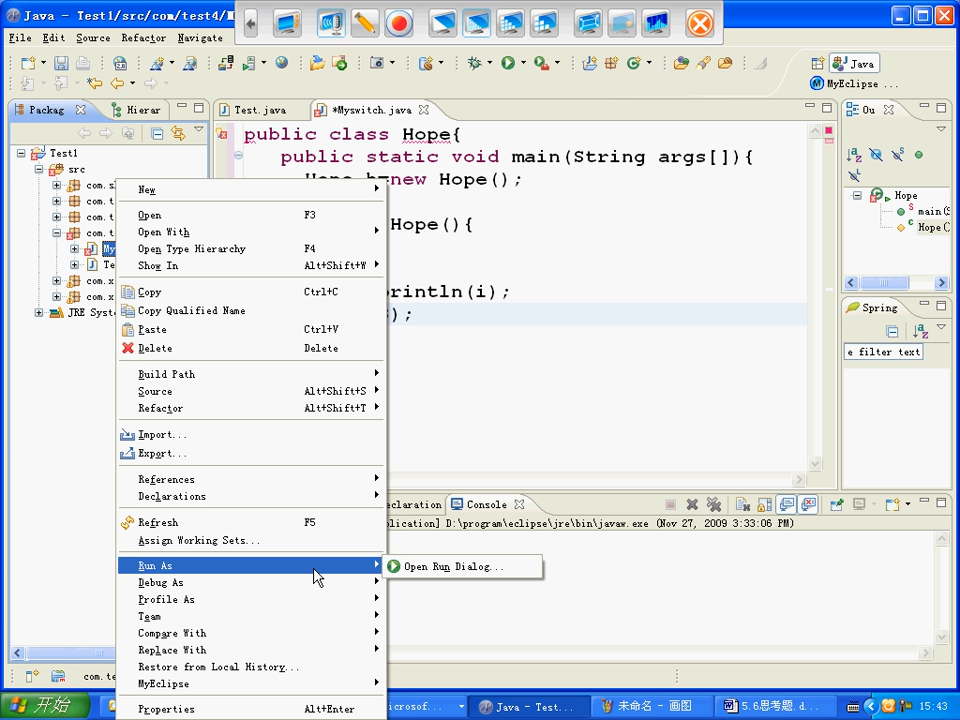 Java - Test1/src/com/test4/M
File Edit Source Refactor Navigate
Java
MyEclipse ...
Packag
Hierar
Test.java
*Myswitch.java
Ou
Test1
src
com.s
com.t
com.t
com.t
My
Te
com.x
com.x
JRE Syste
public class Hope{
public static void main(String args[]){
Hope h=new Hope();
Hope(){
println(i);
);
New
Open F3
Open With
Open Type Hierarchy F4
Show In Alt+Shift+W
Copy Ctrl+C
Copy Qualified Name
Paste Ctrl+V
Delete Delete
Build Path
Source Alt+Shift+S
Refactor Alt+Shift+T
Import...
Export...
References
Declarations
Refresh F5
Assign Working Sets...
Run As
Debug As
Profile As
Team
Compare With
Replace With
Restore from Local History...
MyEclipse
Properties Alt+Enter
Open Run Dialog...
Hope
main(S
Hope()
Spring
e filter text
eclaration
Console
plication] D:\program\eclipse\jre\bin\javaw.exe (Nov 27, 2009 3:33:06 PM)
com.te
开始
icrosof...
Java - Test...
未命名 - 画图
5.6思考题.d...
15:43